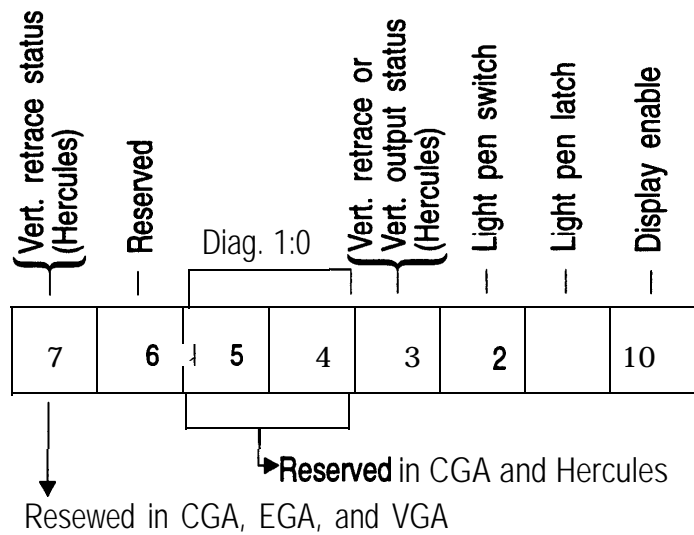 Vert. retrace status
(Hercules)
Reserved
Diag. 1:0
Vert. retrace or
Vert. output status
(Hercules)
Light pen switch
Light pen latch
Display enable
7 6 5 4 3 2 10
Reserved in CGA and Hercules
Resewed in CGA, EGA, and VGA